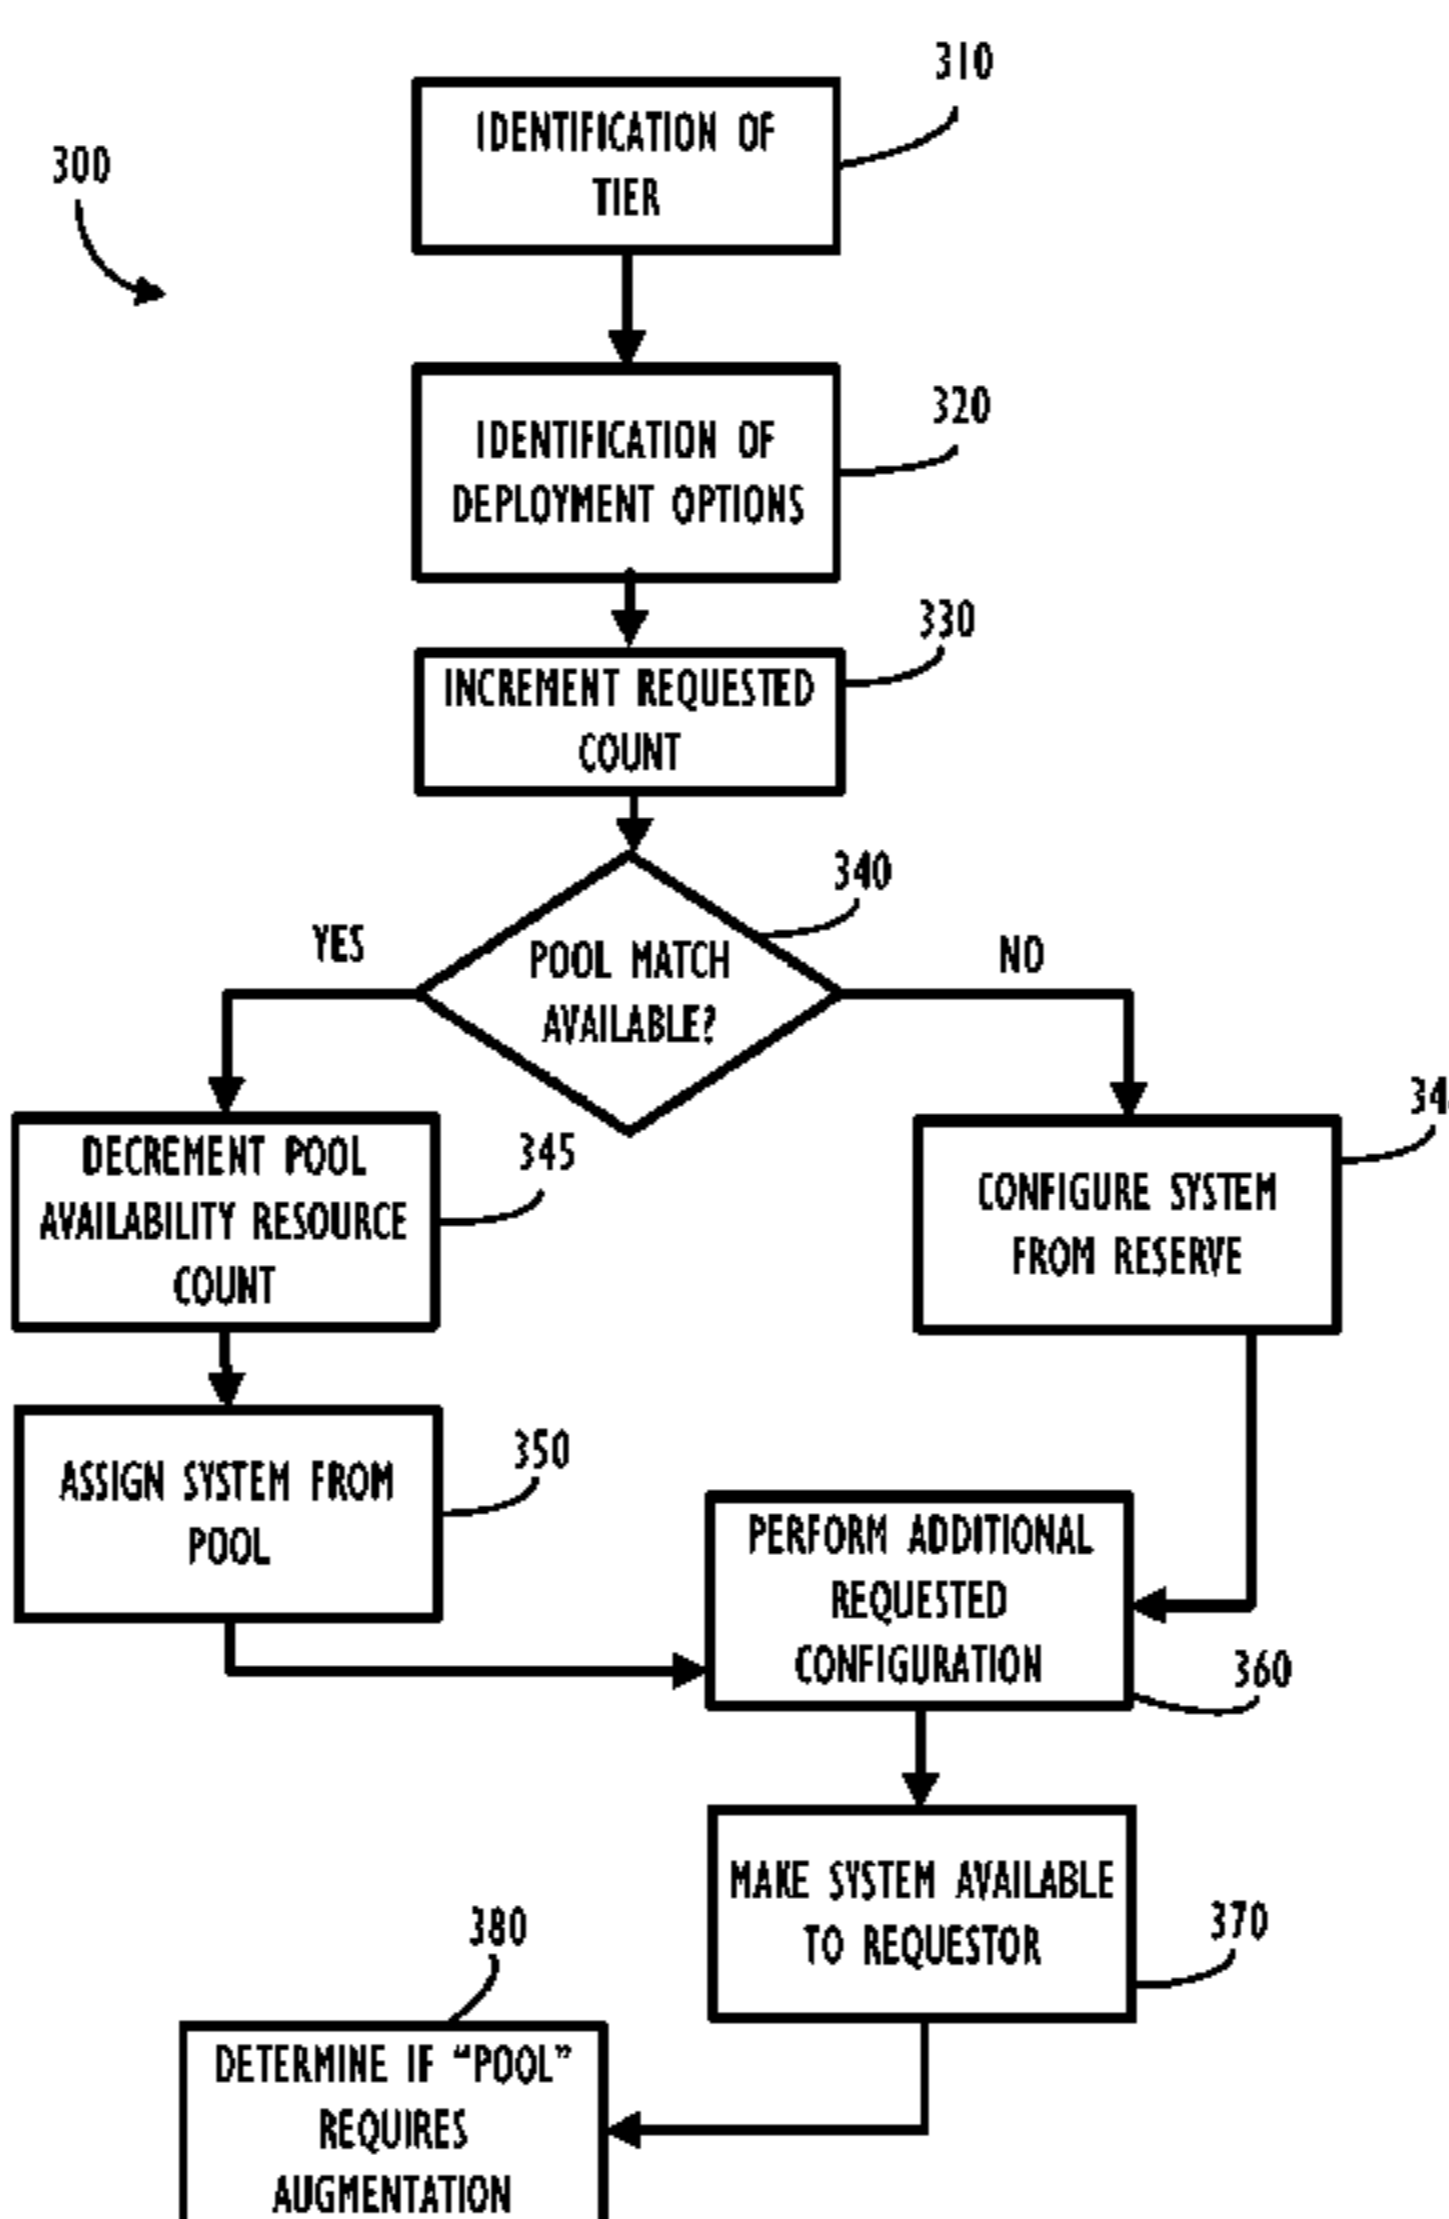 310
IDENTIFICATION OF
TIER
300
320
IDENTIFICATION OF
DEPLOYMENT OPTIONS
330
INCREMENT REQUESTED
COUNT
340
YES
POOL MATCH
AVAILABLE?
NO
DECREMENT POOL
AVAILABILITY RESOURCE
COUNT
345
CONFIGURE SYSTEM
FROM RESERVE
ASSIGN SYSTEM FROM
POOL
350
PERFORM ADDITIONAL
REQUESTED
CONFIGURATION
360
MAKE SYSTEM AVAILABLE
TO REQUESTOR
370
380
DETERMINE IF “POOL”
REQUIRES
AUGMENTATION